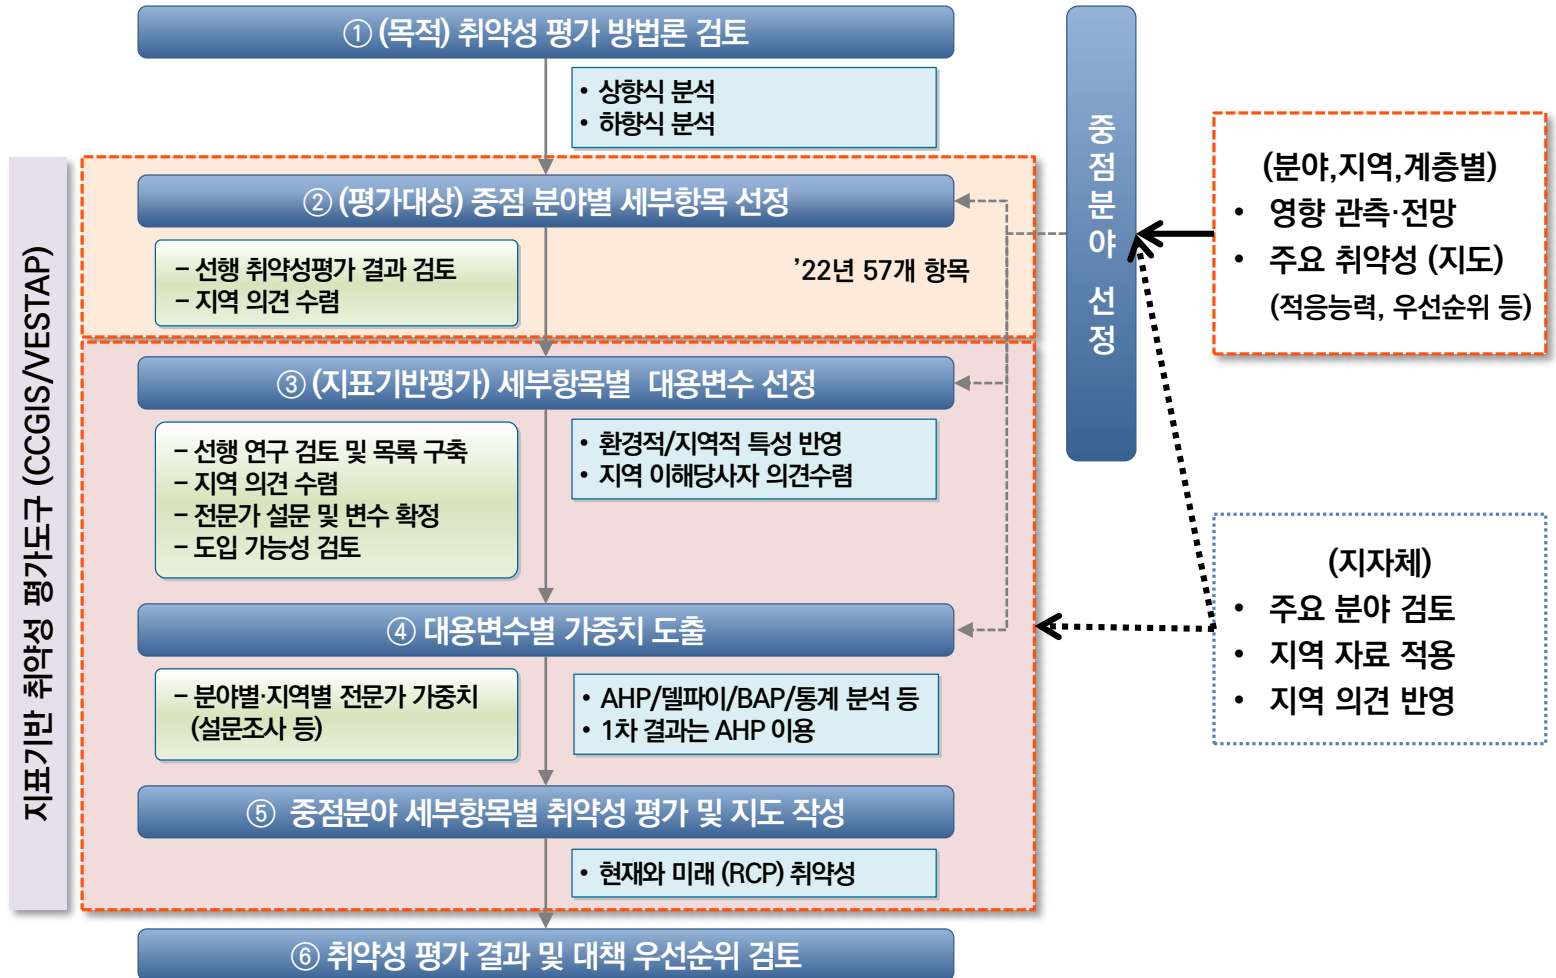 ① (목적) 취약성 평가 방법론 검토
• 상향식 분석
• 하향식 분석
② (평가대상) 중점 분야별 세부항목 선정
– 선행 취약성평가 결과 검토
– 지역 의견 수렴
’22년 57개 항목
③ (지표기반평가) 세부항목별 대용변수 선정
– 선행 연구 검토 및 목록 구축
– 지역 의견 수렴
– 전문가 설문 및 변수 확정
– 도입 가능성 검토
• 환경적/지역적 특성 반영
• 지역 이해당사자 의견수렴
④ 대용변수별 가중치 도출
– 분야별·지역별 전문가 가중치
(설문조사 등)
• AHP/델파이/BAP/통계 분석 등
• 1차 결과는 AHP 이용
⑤ 중점분야 세부항목별 취약성 평가 및 지도 작성
• 현재와 미래 (RCP) 취약성
⑥ 취약성 평가 결과 및 대책 우선순위 검토
지표기반 취약성 평가도구 (CCGIS/VESTAP)
중점분야 선정
(분야,지역,계층별)
• 영향 관측·전망
• 주요 취약성 (지도)
(적응능력, 우선순위 등)
(지자체)
• 주요 분야 검토
• 지역 자료 적용
• 지역 의견 반영